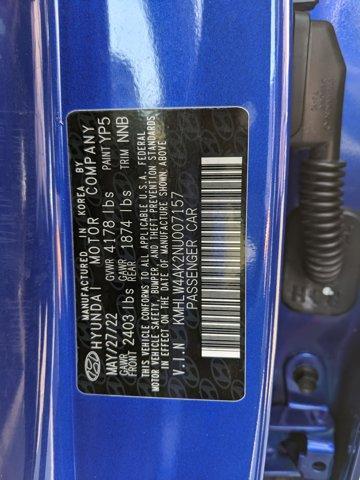 MANUFACTURED IN KOREA BY
HYUNDAI MOTOR COMPANY
MAY/27/22 GVWR 4178 lbs PAINT YP5
GAWR FRONT 2403 lbs GAWR REAR 1874 lbs TRIM NNB
THIS VEHICLE CONFORMS TO ALL APPLICABLE U.S.A. FEDERAL
MOTOR VEHICLE SAFETY, BUMPER, AND THEFT PREVENTION STANDARDS
IN EFFECT ON THE DATE OF MANUFACTURE SHOWN ABOVE.
V.I.N KMHLW4AK2NU007157
PASSENGER CAR